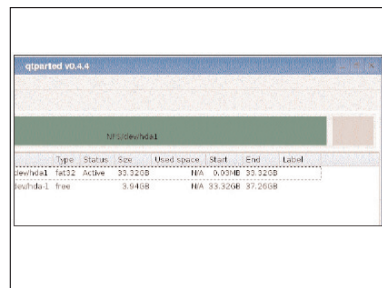 qtparted v0.4.4
/dev/hda1
Type Status Size Used space Start End Label
dev/hda1 fat32 Active 33.32GB N/A 0.03MB 33.32GB
dev/hda-1 free 3.94GB N/A 33.32GB 37.26GB